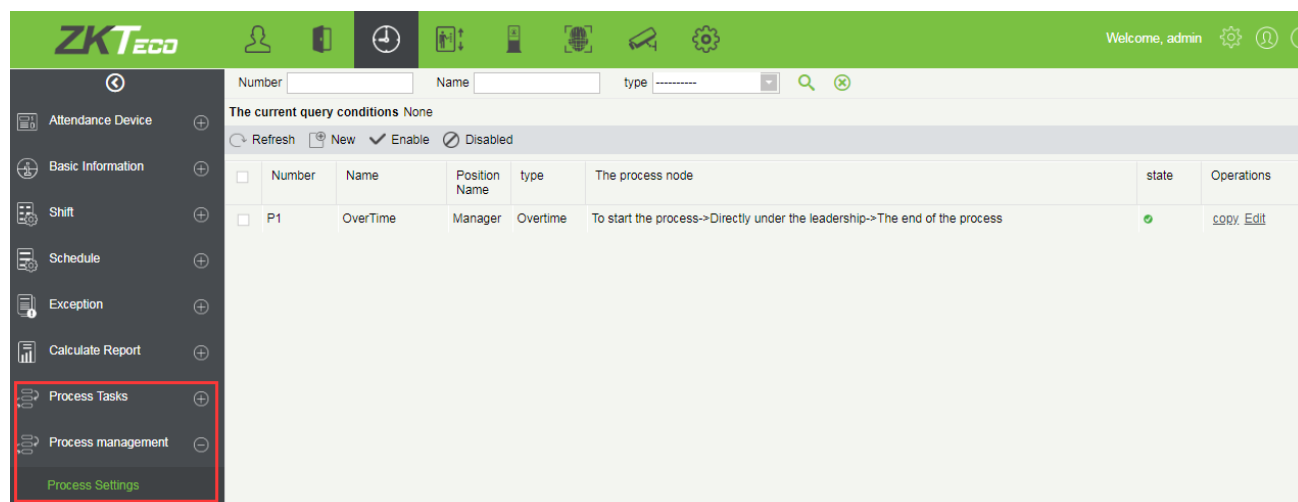 ZKTECO
Welcome, admin
Number Name type ----------
The current query conditions None
Refresh New Enable Disabled
Attendance Device
Basic Information
Shift
Schedule
Exception
Calculate Report
Process Tasks
Process management
Process Settings
Number Name Position Name type The process node state Operations
P1 OverTime Manager Overtime To start the process->Directly under the leadership->The end of the process copy Edit